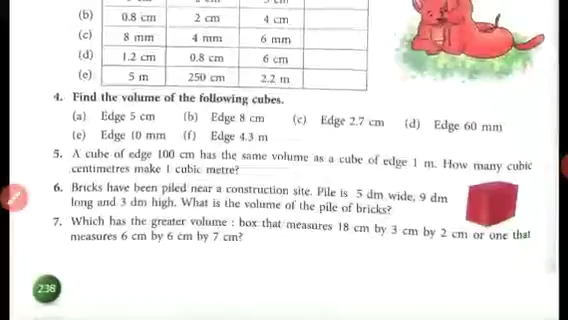 (b) 0.8 cm 2 cm 4 cm
(c) 8 mm 4 mm 6 mm
(d) 1.2 cm 0.8 cm 6 cm
(e) 5 m 250 cm 2.2 m
4. Find the volume of the following cubes.
(a) Edge 5 cm (b) Edge 8 cm (c) Edge 2.7 cm (d) Edge 60 mm
(e) Edge 10 mm (f) Edge 4.3 m
5. A cube of edge 100 cm has the same volume as a cube of edge 1 m. How many cubic
centimetres make 1 cubic metre?
6. Bricks have been piled near a construction site. Pile is 5 dm wide, 9 dm
long and 3 dm high. What is the volume of the pile of bricks?
7. Which has the greater volume : box that measures 18 cm by 3 cm by 2 cm or one that
measures 6 cm by 6 cm by 7 cm?
238